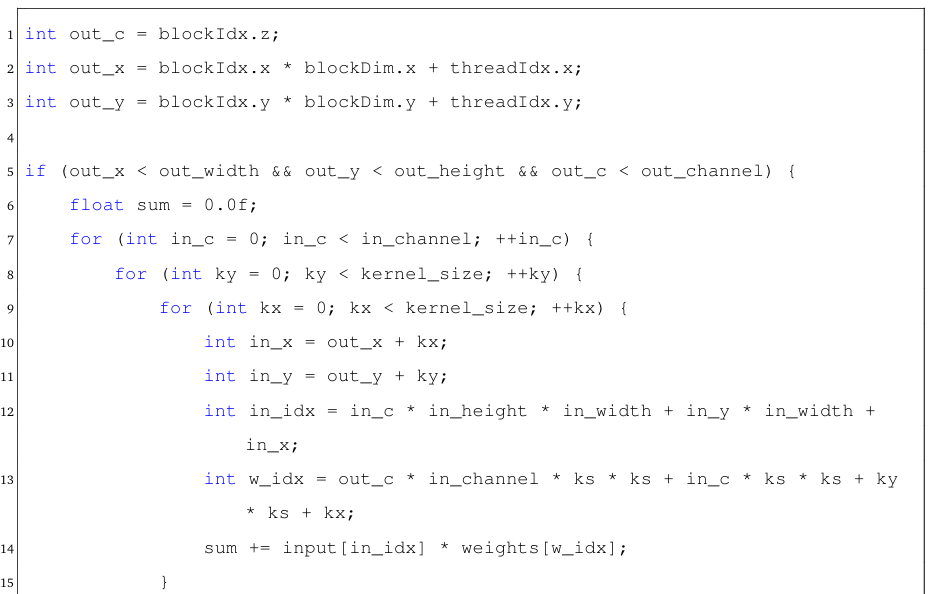 1 int out_c = blockIdx.z;
2 int out_x = blockIdx.x * blockDim.x + threadIdx.x;
3 int out_y = blockIdx.y * blockDim.y + threadIdx.y;
4
5 if (out_x < out_width && out_y < out_height && out_c < out_channel) {
6     float sum = 0.0f;
7     for (int in_c = 0; in_c < in_channel; ++in_c) {
8         for (int ky = 0; ky < kernel_size; ++ky) {
9             for (int kx = 0; kx < kernel_size; ++kx) {
10                 int in_x = out_x + kx;
11                 int in_y = out_y + ky;
12                 int in_idx = in_c * in_height * in_width + in_y * in_width +
                    in_x;
13                 int w_idx = out_c * in_channel * ks * ks + in_c * ks * ks + ky
                    * ks + kx;
14                 sum += input[in_idx] * weights[w_idx];
15             }